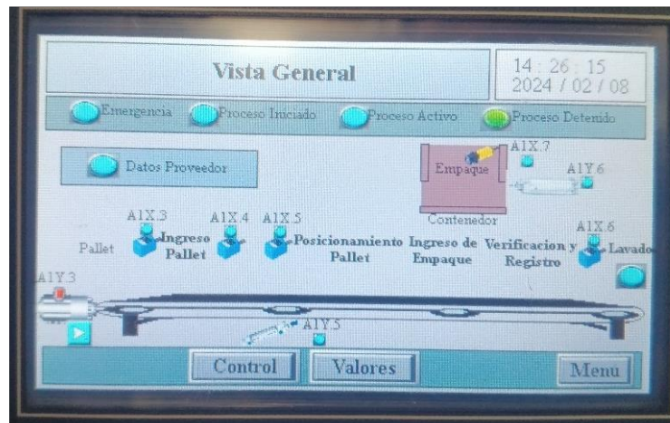 Vista General
14 : 26 : 15
2024 / 02 / 08
Emergencia
Proceso Iniciado
Proceso Activo
Proceso Detenido
Datos Proveedor
Empaque
A1X.7
A1Y.6
Contenedor
A1X.3
A1X.4
A1X.5
A1X.6
Pallet
Ingreso
Pallet
Posicionamiento
Pallet
Ingreso de
Empaque
Verificacion y
Registro
Lavado
A1Y.3
A1Y.5
Control
Valores
Menu